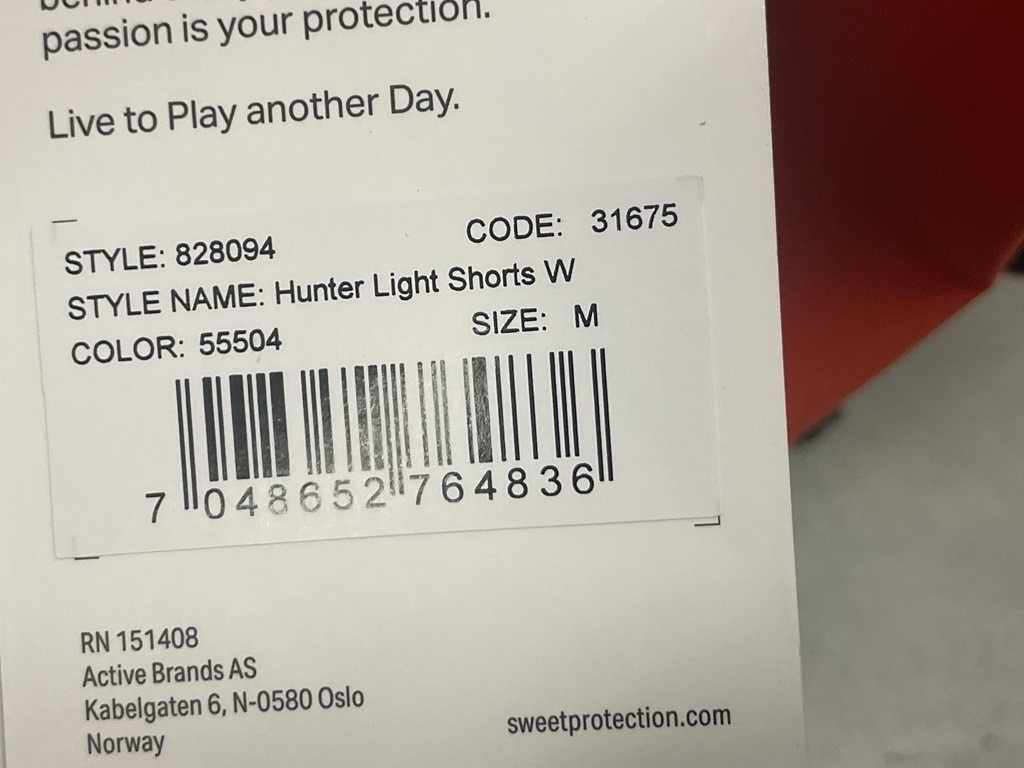 passion is your protection.
Live to Play another Day.
STYLE: 828094 CODE: 31675
STYLE NAME: Hunter Light Shorts W
COLOR: 55504 SIZE: M
7 048652 764836
RN 151408
Active Brands AS
Kabelgaten 6, N-0580 Oslo
Norway
sweetprotection.com